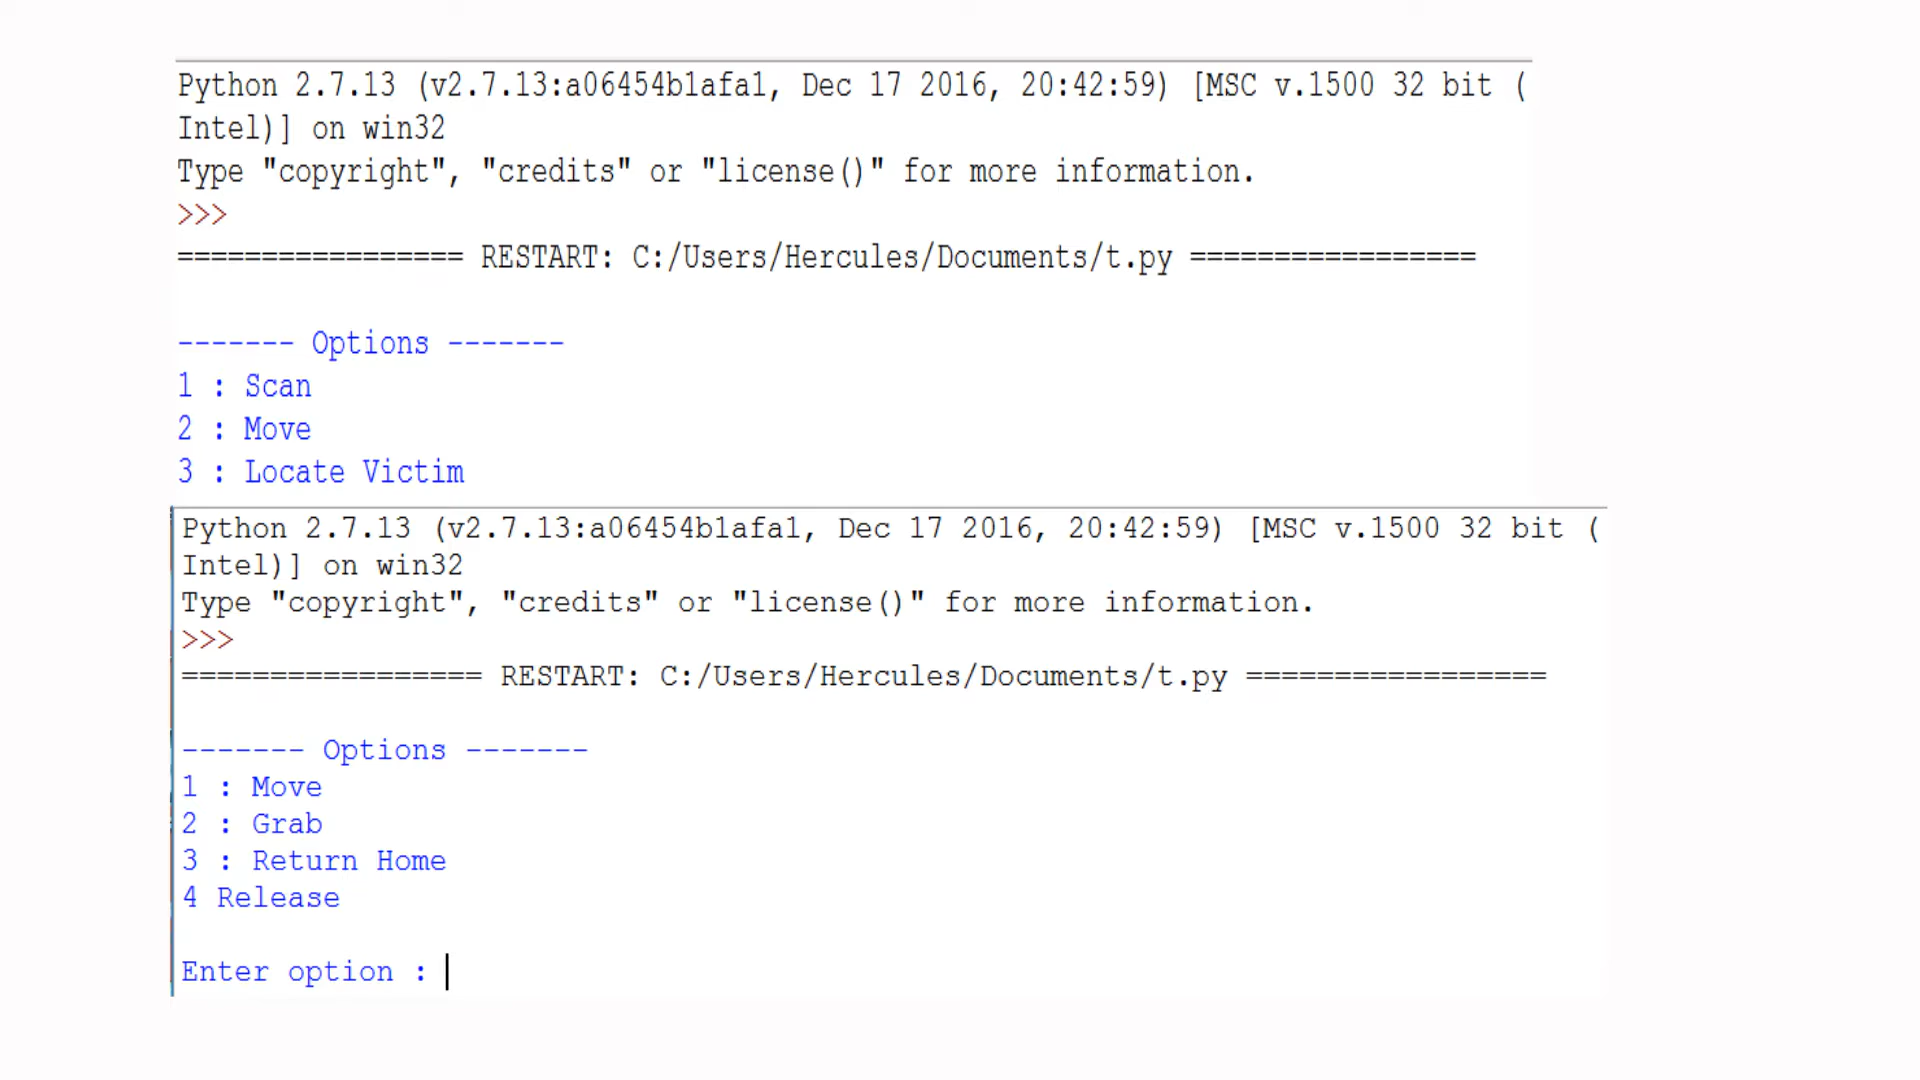 Python 2.7.13 (v2.7.13:a06454b1afa1, Dec 17 2016, 20:42:59) [MSC v.1500 32 bit (
Intel)] on win32
Type "copyright", "credits" or "license()" for more information.
>>>
================= RESTART: C:/Users/Hercules/Documents/t.py =================
------- Options -------
1 : Scan
2 : Move
3 : Locate Victim
Python 2.7.13 (v2.7.13:a06454b1afa1, Dec 17 2016, 20:42:59) [MSC v.1500 32 bit (
Intel)] on win32
Type "copyright", "credits" or "license()" for more information.
>>>
================= RESTART: C:/Users/Hercules/Documents/t.py =================
------- Options -------
1 : Move
2 : Grab
3 : Return Home
4 Release
Enter option :